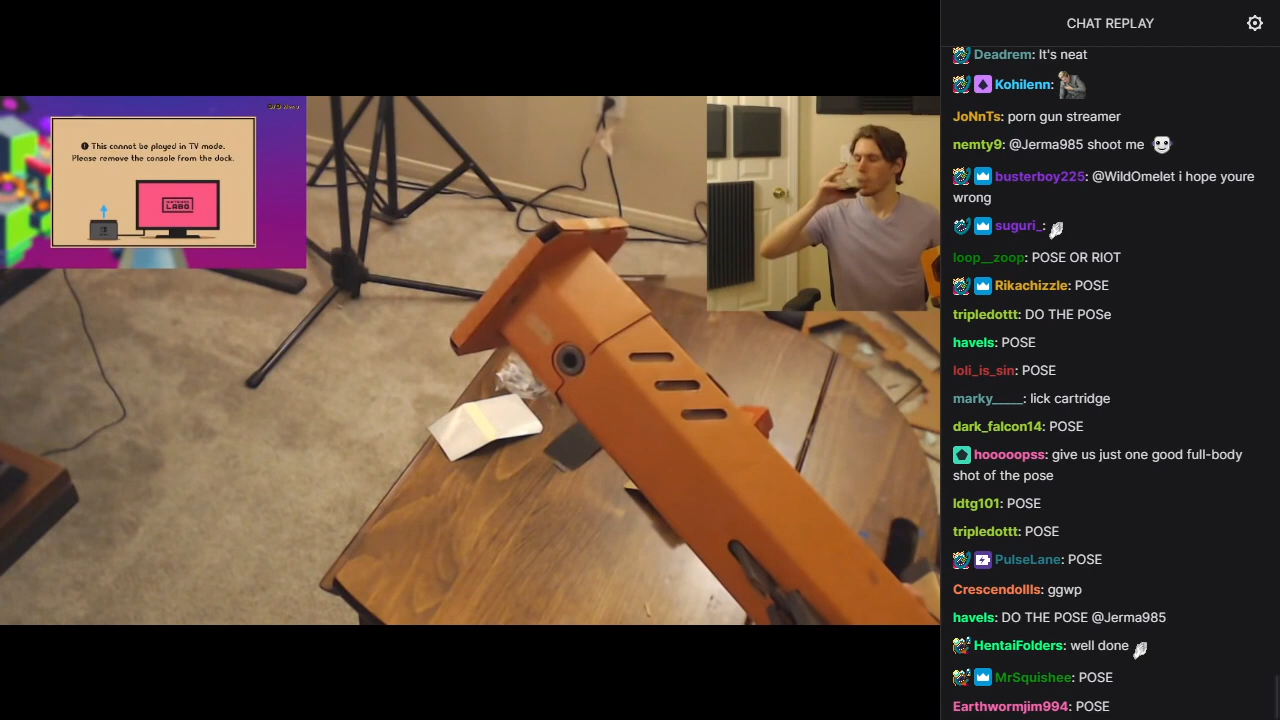 This cannot be played in TV mode.
Please remove the console from the dock.
LABO
CHAT REPLAY
Deadrem: It's neat
Kohilenn:
JoNnTs: porn gun streamer
nemty9: @Jerma985 shoot me
busterboy225: @WildOmelet i hope youre
wrong
suguri_:
loop__zoop: POSE OR RIOT
Rikachizzle: POSE
tripledottt: DO THE POSe
havels: POSE
loli_is_sin: POSE
marky_____: lick cartridge
dark_falcon14: POSE
hooooopss: give us just one good full-body
shot of the pose
ldtg101: POSE
tripledottt: POSE
PulseLane: POSE
Crescendollls: ggwp
havels: DO THE POSE @Jerma985
HentaiFolders: well done
MrSquishee: POSE
Earthwormjim994: POSE